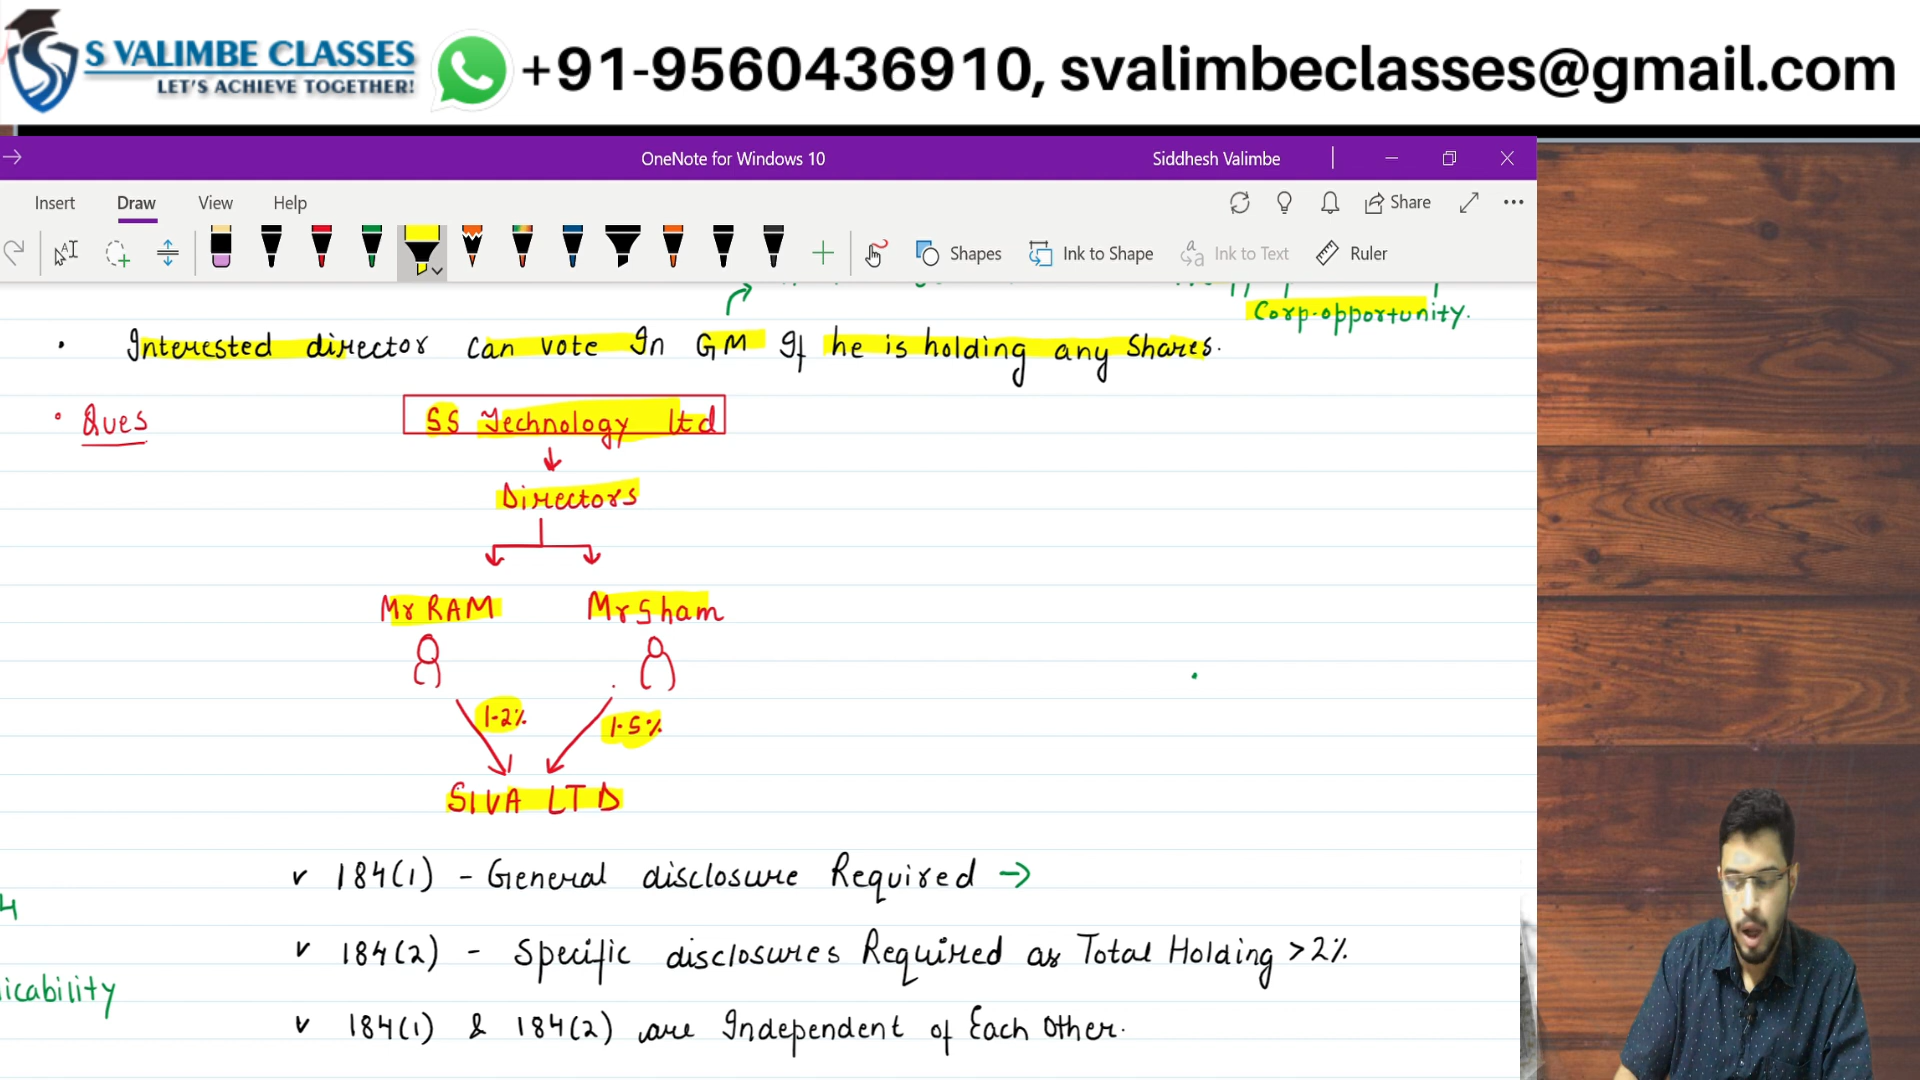 S VALIMBE CLASSES
LET'S ACHIEVE TOGETHER!
+91-9560436910, svalimbeclasses@gmail.com
OneNote for Windows 10
Siddhesh Valimbe
Insert Draw View Help
Share
Shapes Ink to Shape Ink to Text Ruler
Corp. opportunity.
• Interested director can vote In GM If he is holding any Shares.
• Ques
SS Technology ltd
Directors
Mr RAM Mr Sham
1.2% 1.5%
SIVA LTD
184(1) - General disclosure Required →
184(2) - Specific disclosures Required as Total Holding >2%.
icability
184(1) & 184(2) are Independent of Each Other.